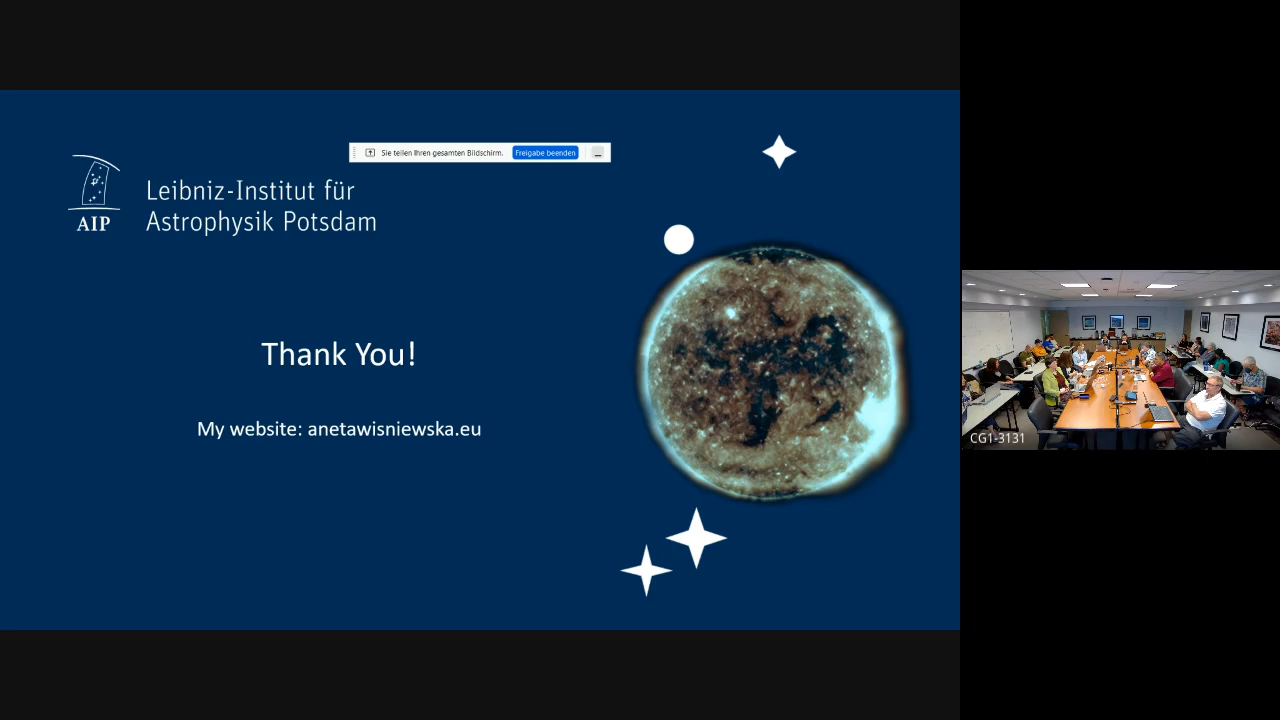 Sie teilen Ihren gesamten Bildschirm. Freigabe beenden
AIP
Leibniz-Institut für
Astrophysik Potsdam
Thank You!
My website: anetawisniewska.eu
CG1-3131